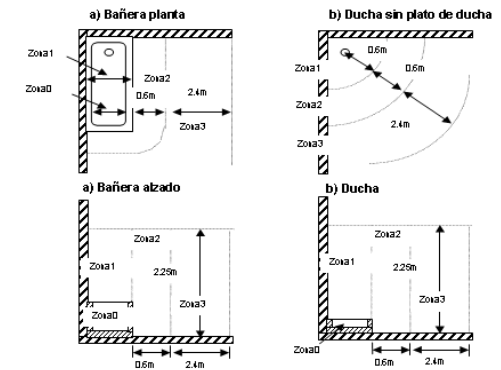 a) Bañera planta
Zona1
Zona0
Zona2
0.6m
2.4m
Zona3
b) Ducha sin plato de ducha
0.6m
Zona1
0.6m
Zona2
2.4m
Zona3
a) Bañera alzado
Zona2
Zona1
2.25m
Zona3
Zona0
0.6m
2.4m
b) Ducha
Zona2
Zona1
2.25m
Zona3
Zona0
0.6m
2.4m